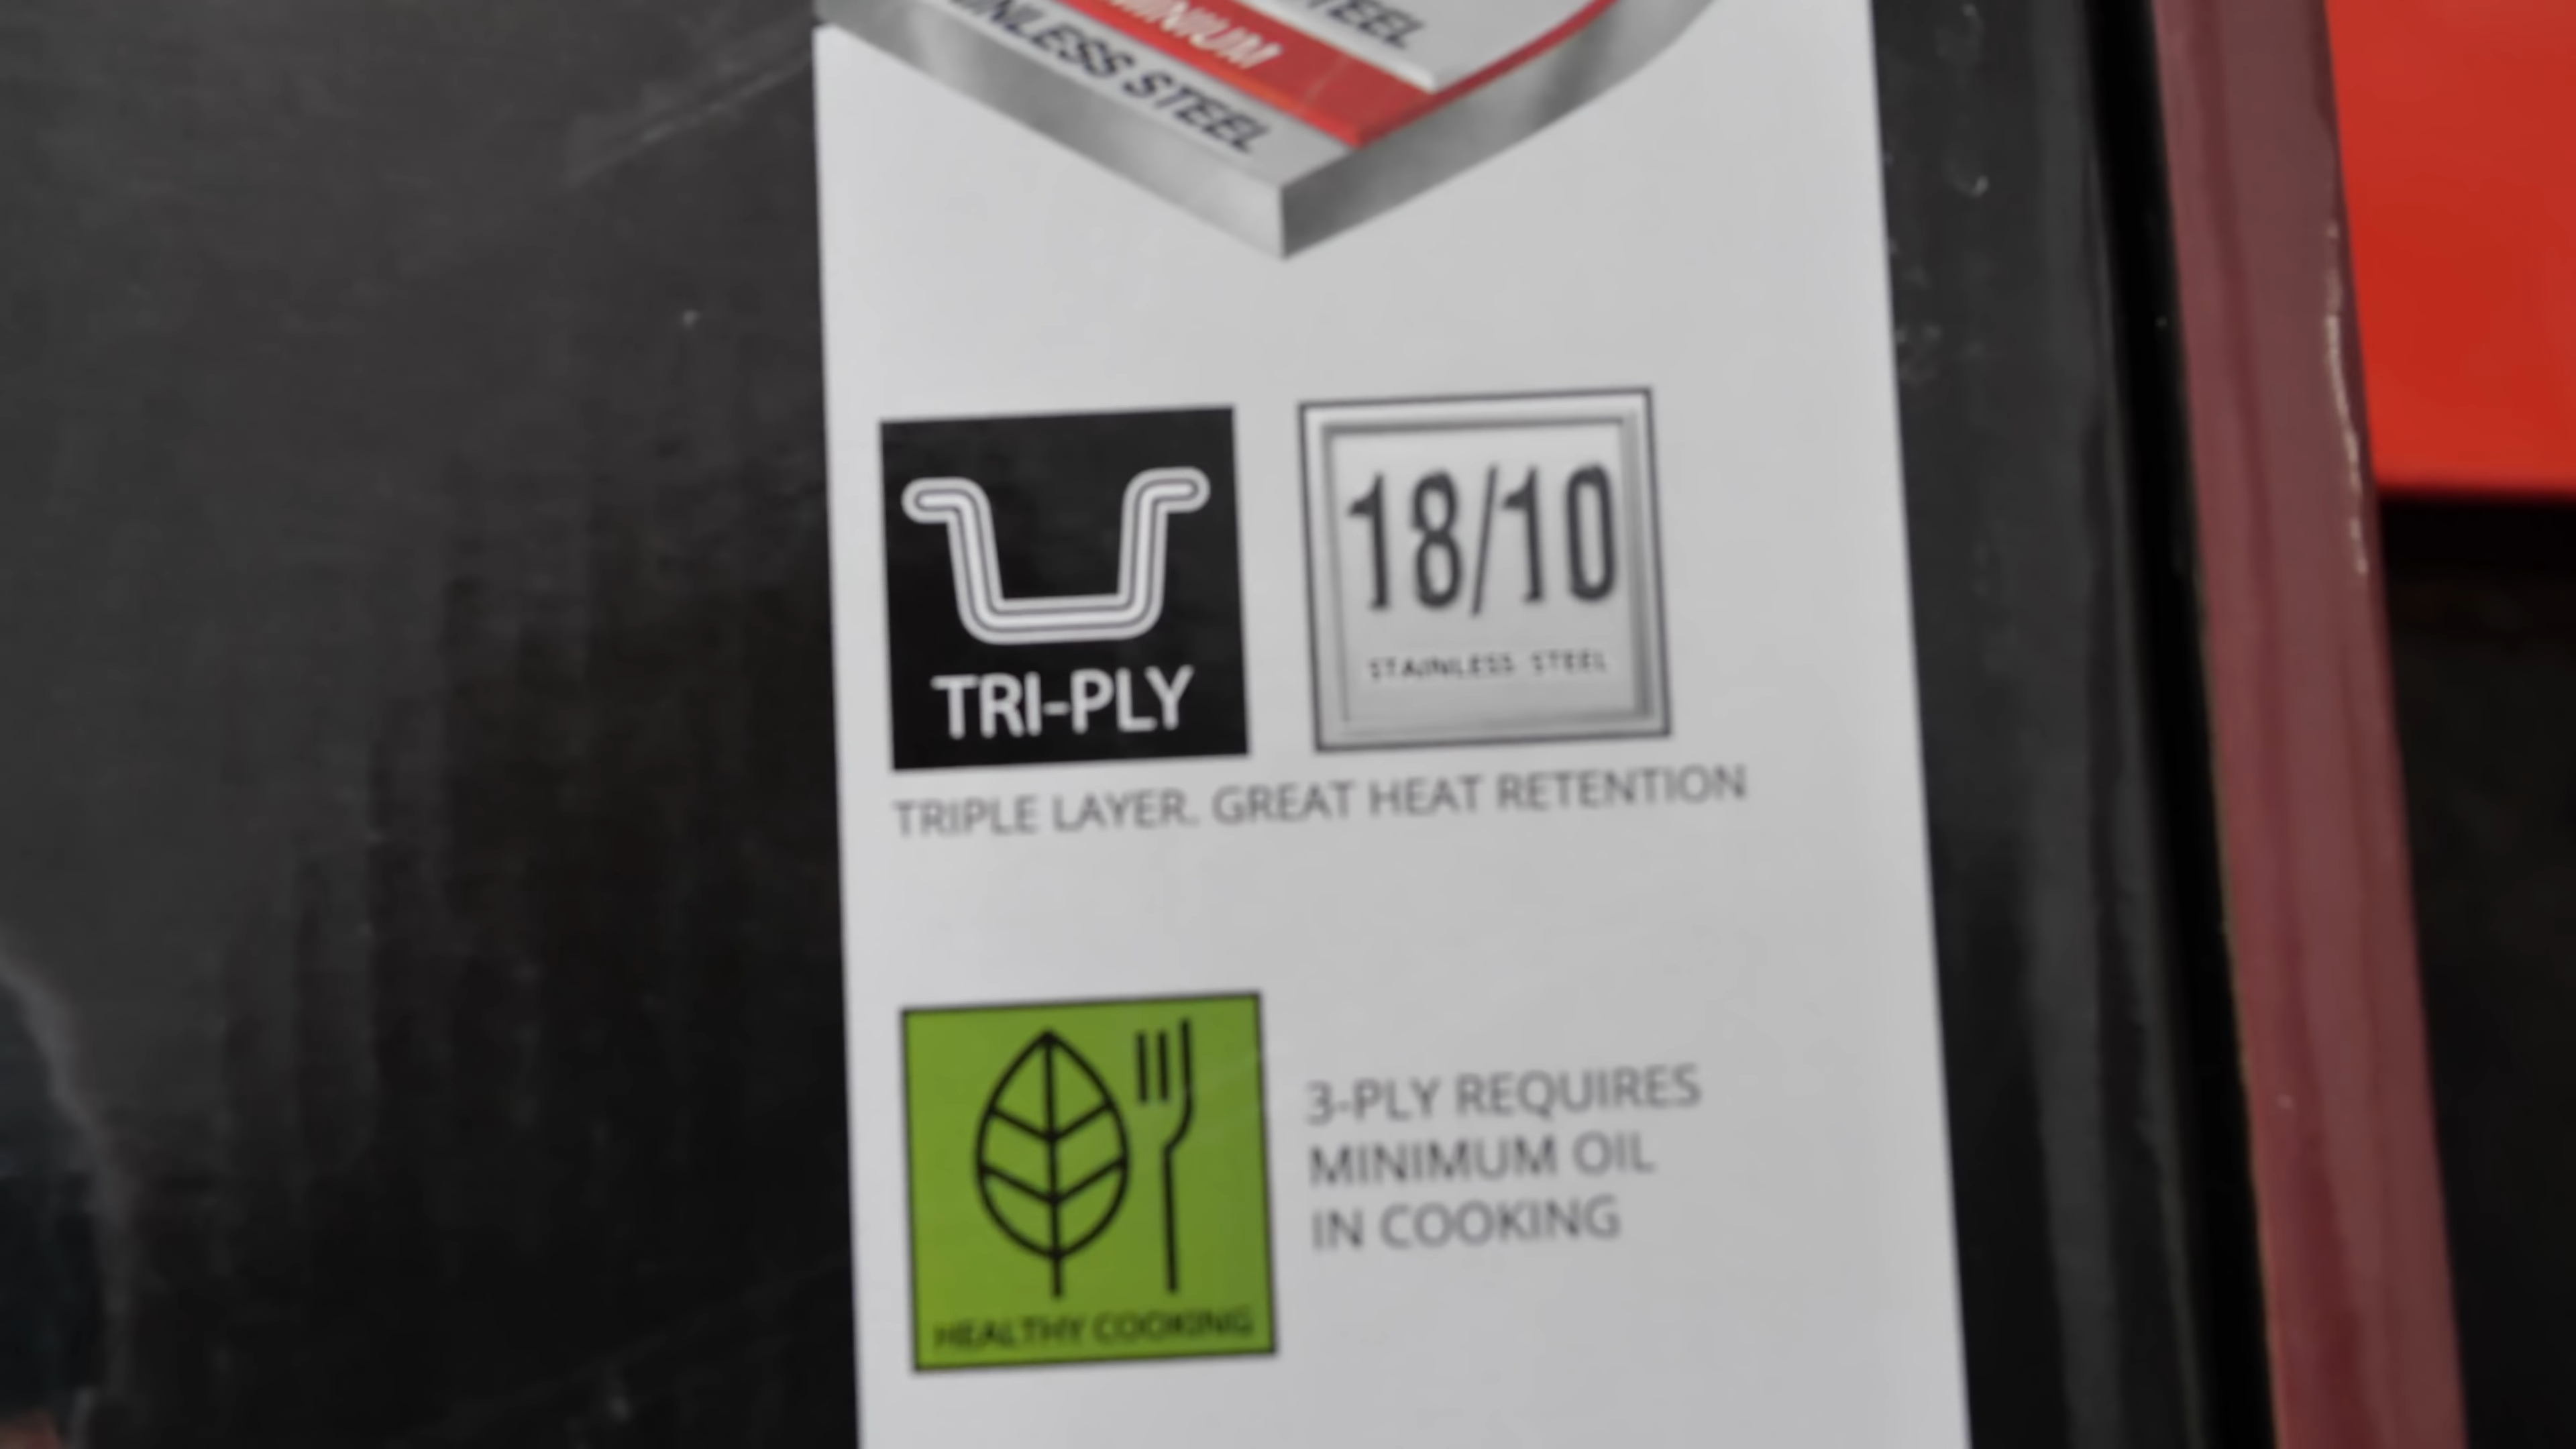 STEEL
TRI-PLY
18/10
STAINLESS STEEL
TRIPLE LAYER. GREAT HEAT RETENTION
3-PLY REQUIRES
MINIMUM OIL
IN COOKING
HEALTHY COOKING